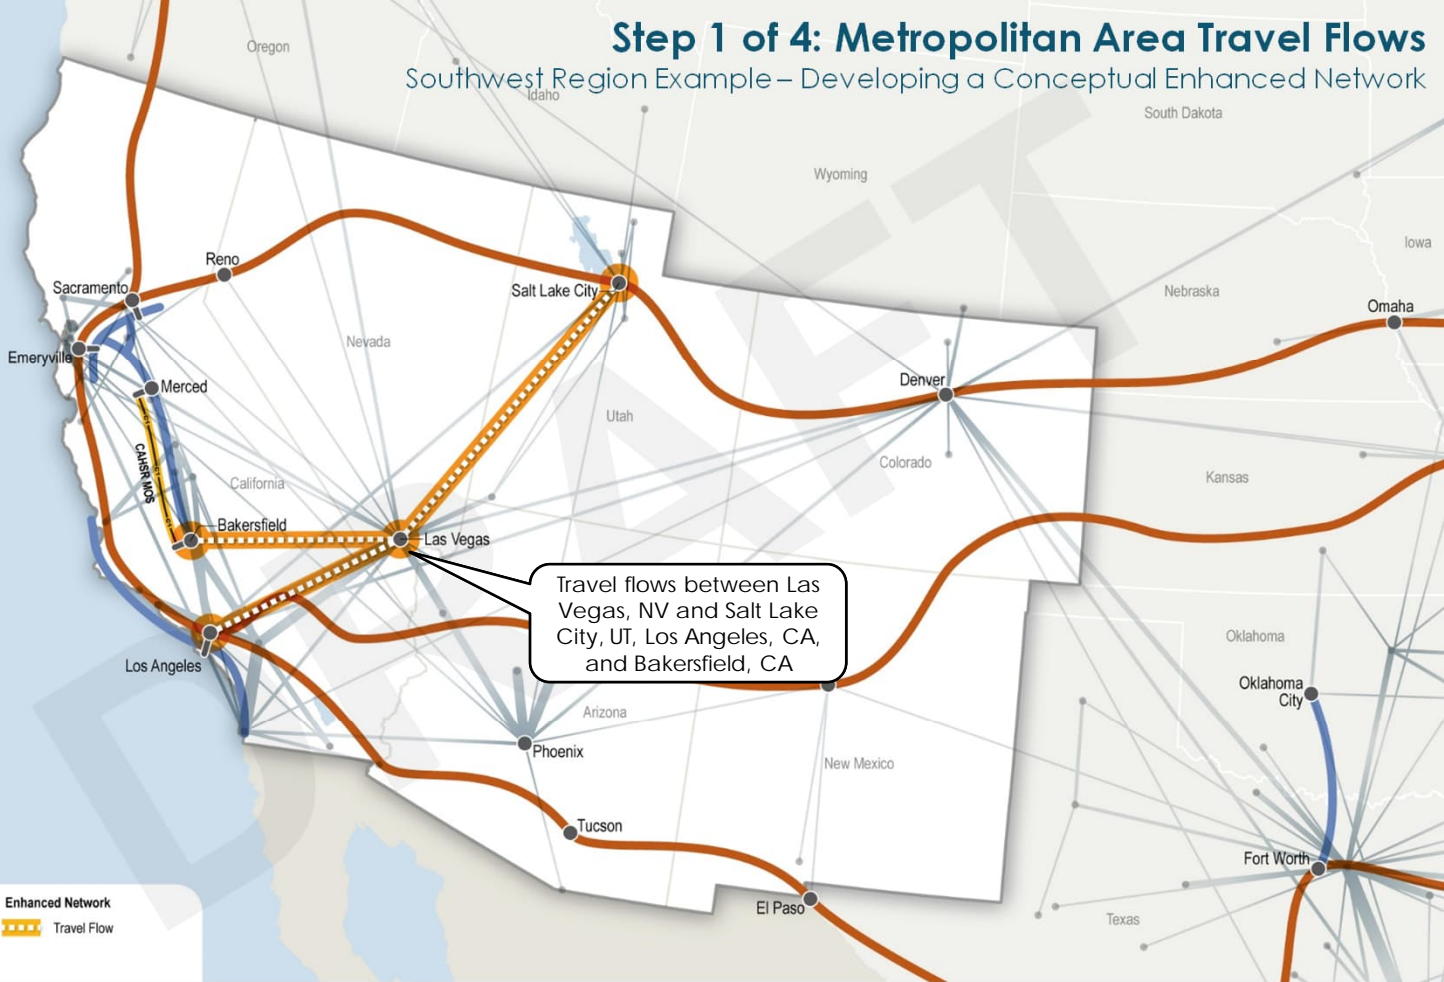 Step 1 of 4: Metropolitan Area Travel Flows
Southwest Region Example – Developing a Conceptual Enhanced Network
Oregon
Idaho
South Dakota
Wyoming
Iowa
Nebraska
Omaha
Reno
Sacramento
Salt Lake City
Emeryville
Nevada
Merced
Denver
Utah
Colorado
Kansas
CAHSR MOS
California
Bakersfield
Las Vegas
Travel flows between Las
Vegas, NV and Salt Lake
City, UT, Los Angeles, CA,
and Bakersfield, CA
Los Angeles
Oklahoma
Oklahoma
City
Arizona
Phoenix
New Mexico
Tucson
El Paso
Fort Worth
Texas
DRAFT
Enhanced Network
Travel Flow